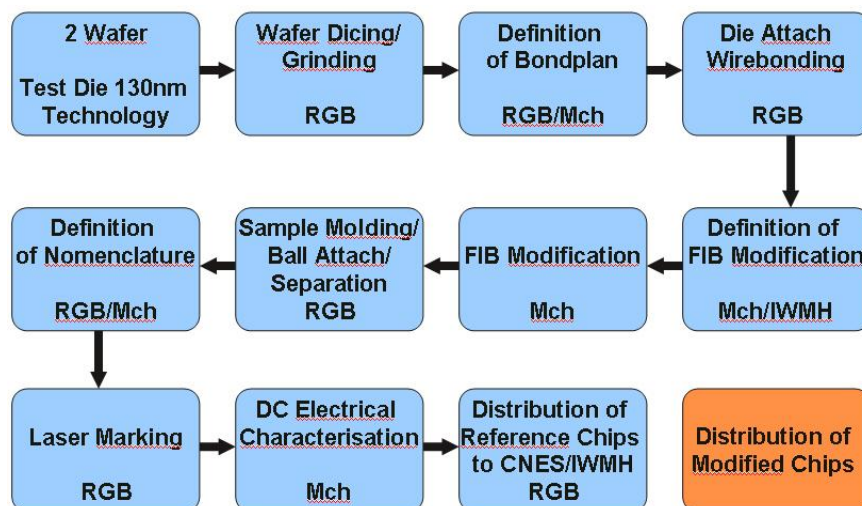 2 Wafer
Test Die 130nm
Technology
Wafer Dicing/
Grinding
RGB
Definition
of Bondplan
RGB/Mch
Die Attach
Wirebonding
RGB
Definition of
FIB Modification
Mch/IWMH
FIB Modification
Mch
Sample Molding/
Ball Attach/
Separation
RGB
Definition
of Nomenclature
RGB/Mch
Laser Marking
RGB
DC Electrical
Characterisation
Mch
Distribution of
Reference Chips
to CNES/IWMH
RGB
Distribution of
Modified Chips